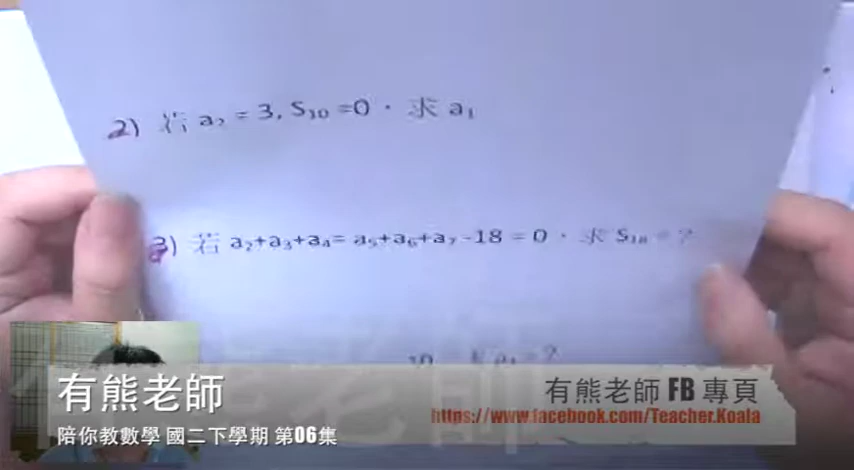 2) 若 a₂ = 3, S₁₀ =0，求 a₁
3) 若 a₂+a₃+a₄= a₅+a₆+a₇-18 = 0，求
有熊老師
陪你教數學 國二下學期 第06集
有熊老師 FB 專頁
https://www.facebook.com/Teacher.Koala